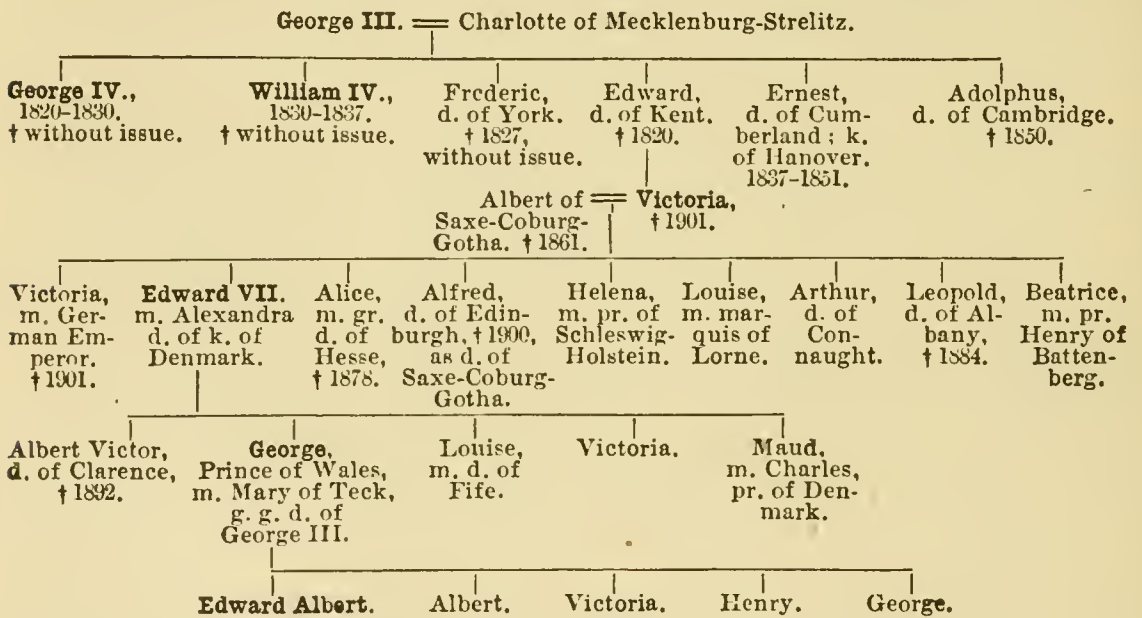 George III. = Charlotte of Mecklenburg-Strelitz.
George IV.,
1820-1830.
† without issue.
William IV.,
1830-1837.
† without issue.
Frederic,
d. of York.
† 1827,
without issue.
Edward,
d. of Kent.
† 1820.
Ernest,
d. of Cum-
berland; k.
of Hanover.
1837-1851.
Adolphus,
d. of Cambridge.
† 1850.
Albert of = Victoria,
Saxe-Coburg- † 1901.
Gotha. † 1861.
Victoria,
m. Ger-
man Em-
peror.
† 1901.
Edward VII.
m. Alexandra
d. of k. of
Denmark.
Alice,
m. gr.
d. of
Hesse,
† 1878.
Alfred,
d. of Edin-
burgh, † 1900,
as d. of
Saxe-Coburg-
Gotha.
Helena,
m. pr. of
Schleswig-
Holstein.
Louise,
m. mar-
quis of
Lorne.
Arthur,
d. of
Con-
naught.
Leopold,
d. of Al-
bany,
† 1884.
Beatrice,
m. pr.
Henry of
Batten-
berg.
Albert Victor,
d. of Clarence,
† 1892.
George,
Prince of Wales,
m. Mary of Teck,
g. g. d. of
George III.
Louise,
m. d. of
Fife.
Victoria.
Maud,
m. Charles,
pr. of Den-
mark.
Edward Albert.
Albert.
Victoria.
Henry.
George.